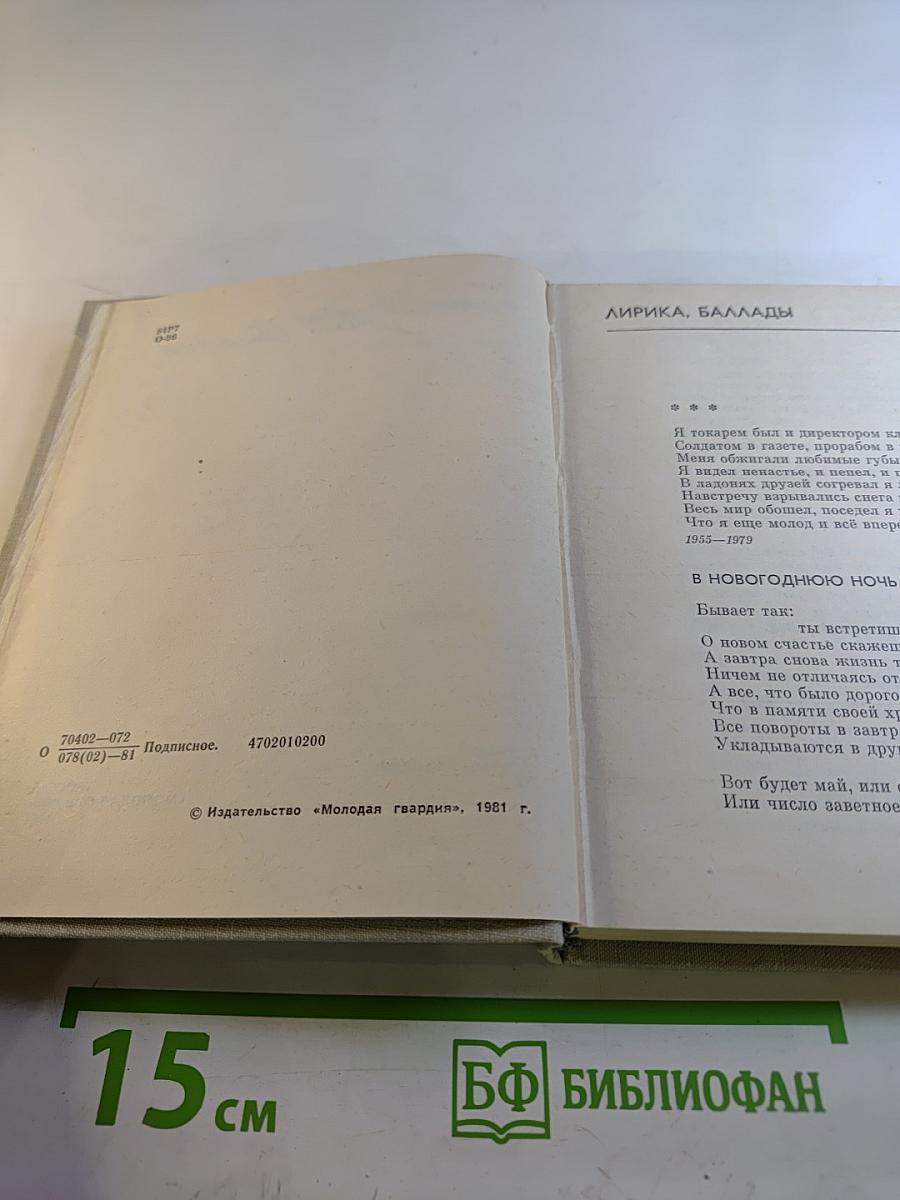 84Р7
О-86
О 70402—072
078(02)—81 Подписное. 4702010200
© Издательство «Молодая гвардия», 1981 г.
ЛИРИКА, БАЛЛАДЫ
* * *
Я токарем был и директором кл
Солдатом в газете, прорабом в
Меня обжигали любимые губы
Я видел ненастье, и пепел, и
В ладонях друзей согревал я
Навстречу взрывались снега
Весь мир обошел, поседел я
Что я еще молод и всё впере
1955—1979
В НОВОГОДНЮЮ НОЧЬ
Бывает так:
ты встретиш
О новом счастье скажеш
А завтра снова жизнь т
Ничем не отличаясь от
А все, что было дорого
Что в памяти своей хр
Все повороты в завтр
Укладываются в друг
Вот будет май, или
Или число заветное
15 см
БФ БИБЛИОФАН